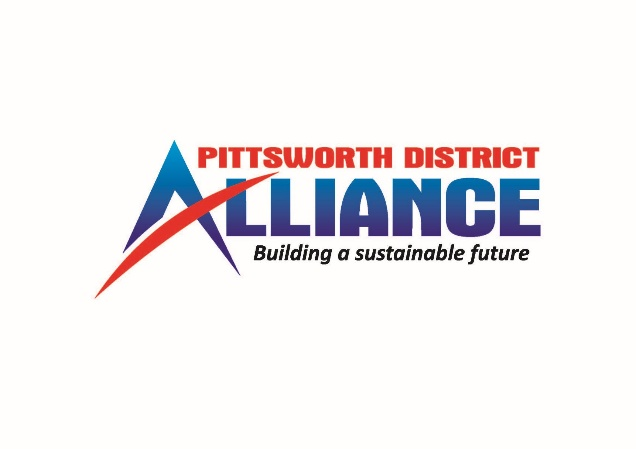 PITTSWORTH DISTRICT
ALLIANCE
Building a sustainable future